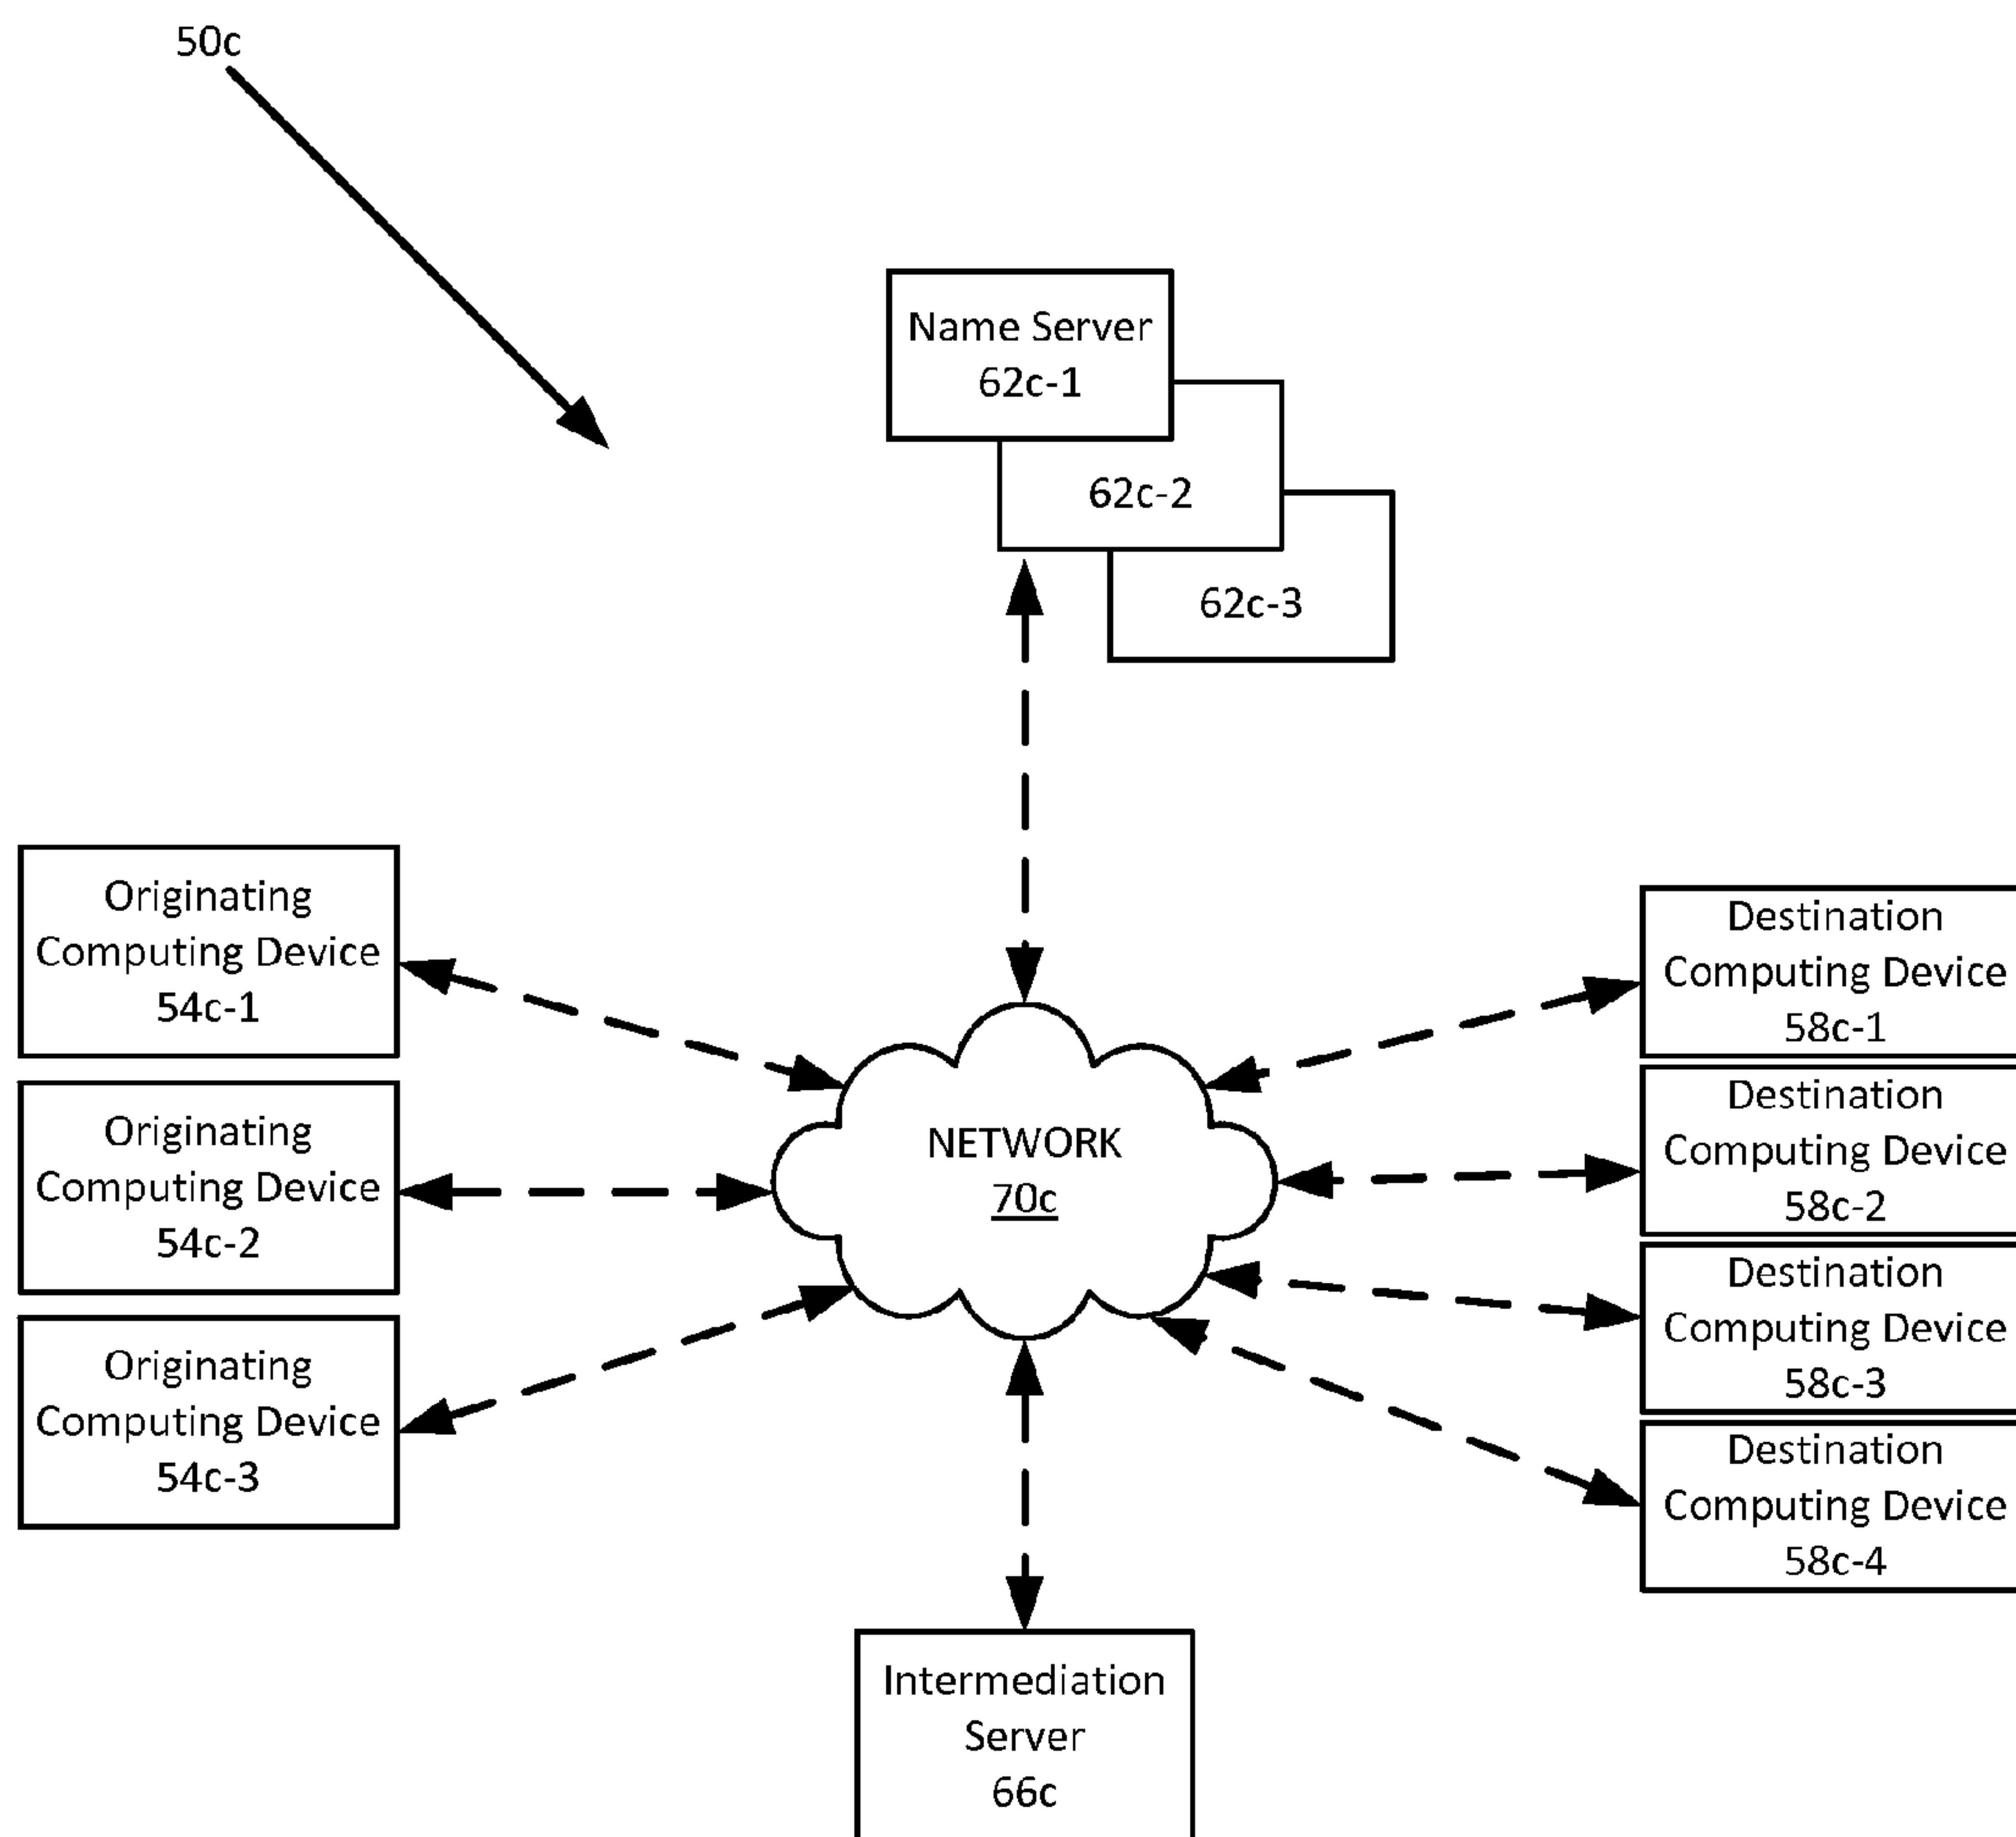 50c
Name Server
62c-1
62c-2
62c-3
Originating
Computing Device
54c-1
Originating
Computing Device
54c-2
Originating
Computing Device
54c-3
NETWORK
70c
Destination
Computing Device
58c-1
Destination
Computing Device
58c-2
Destination
Computing Device
58c-3
Destination
Computing Device
58c-4
Intermediation
Server
66c